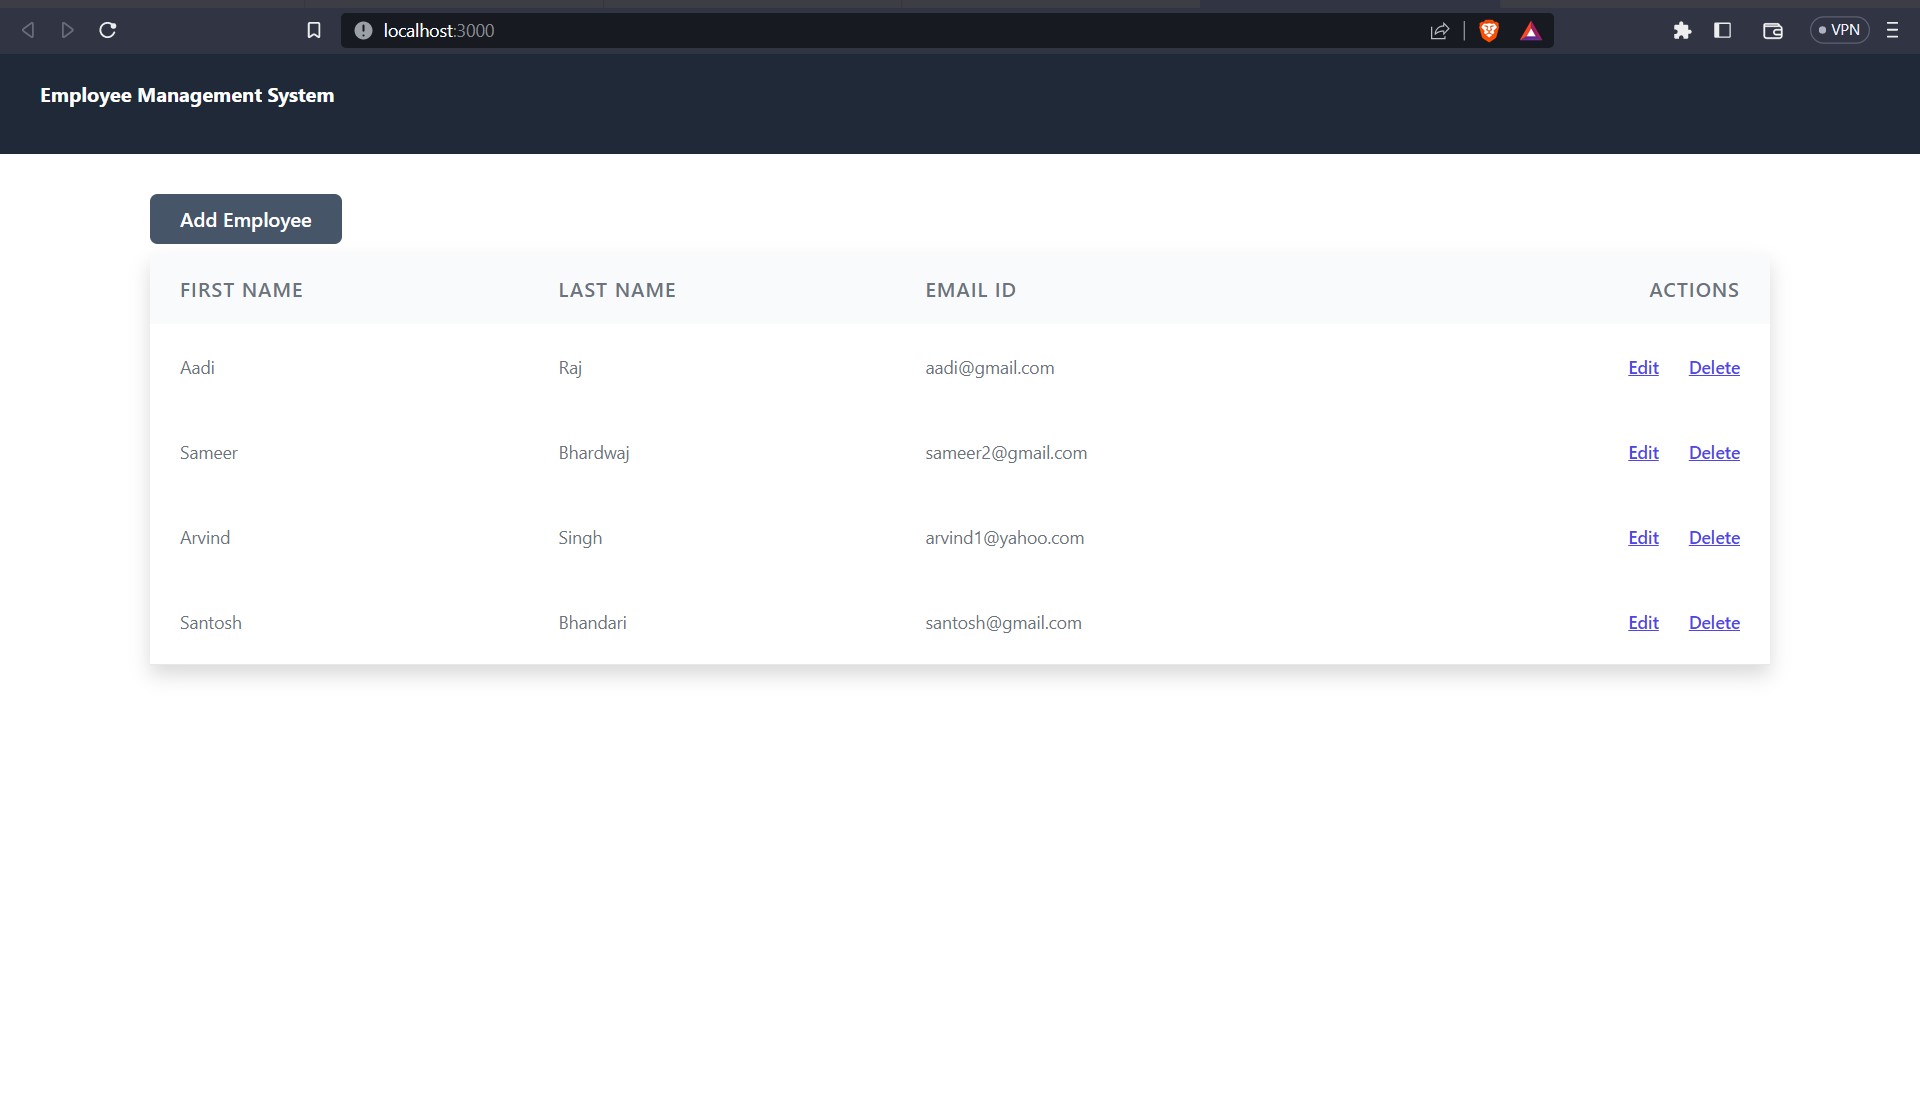 localhost:3000
VPN
Employee Management System
Add Employee
FIRST NAME LAST NAME EMAIL ID ACTIONS
Aadi Raj aadi@gmail.com Edit Delete
Sameer Bhardwaj sameer2@gmail.com Edit Delete
Arvind Singh arvind1@yahoo.com Edit Delete
Santosh Bhandari santosh@gmail.com Edit Delete